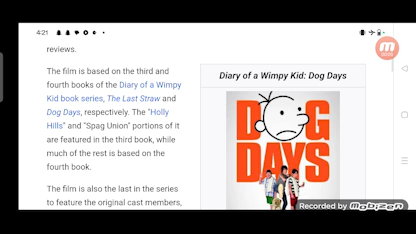 4:21
reviews.
The film is based on the third and
fourth books of the Diary of a Wimpy
Kid book series, The Last Straw and
Dog Days, respectively. The "Holly
Hills" and "Spag Union" portions of it
are featured in the third book, while
much of the rest is based on the
fourth book.
The film is also the last in the series
to feature the original cast members,
Diary of a Wimpy Kid: Dog Days
DOG
DAYS
Recorded by Mobizen